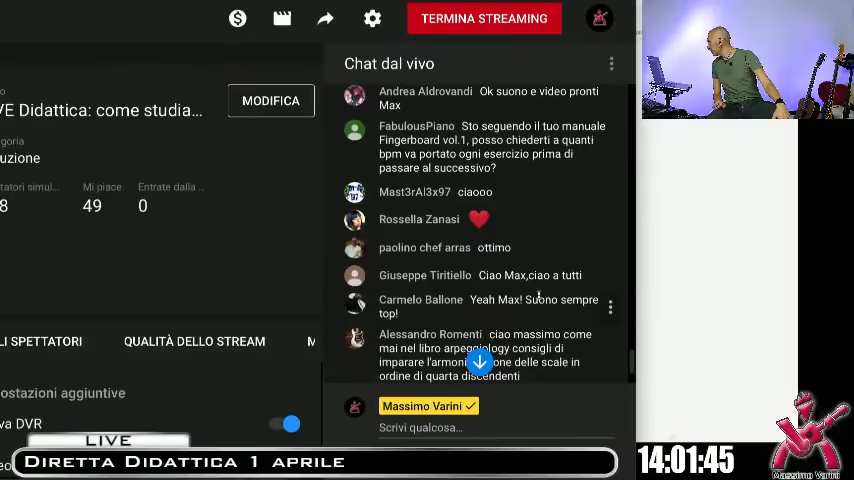 TERMINA STREAMING
Chat dal vivo
VE Didattica: come studia...
MODIFICA
egoria
uzione
tatori simul...
Mi piace
Entrate dalla ...
8
49
0
Andrea Aldrovandi Ok suono e video pronti
Max
FabulousPiano Sto seguendo il tuo manuale
Fingerboard vol.1, posso chiederti a quanti
bpm va portato ogni esercizio prima di
passare al successivo?
Mast3rAl3x97 ciaooo
Rossella Zanasi
paolino chef arras ottimo
Giuseppe Tiritiello Ciao Max,ciao a tutti
Carmelo Ballone Yeah Max! Suono sempre
top!
Alessandro Romenti ciao massimo come
mai nel libro arpeggiology consigli di
imparare l'armoni ione delle scale in
ordine di quarta discendenti
LI SPETTATORI
QUALITÀ DELLO STREAM
ostazioni aggiuntive
va DVR
Massimo Varini
Scrivi qualcosa...
LIVE
DIRETTA DIDATTICA 1 APRILE
14:01:45
Massimo Varini